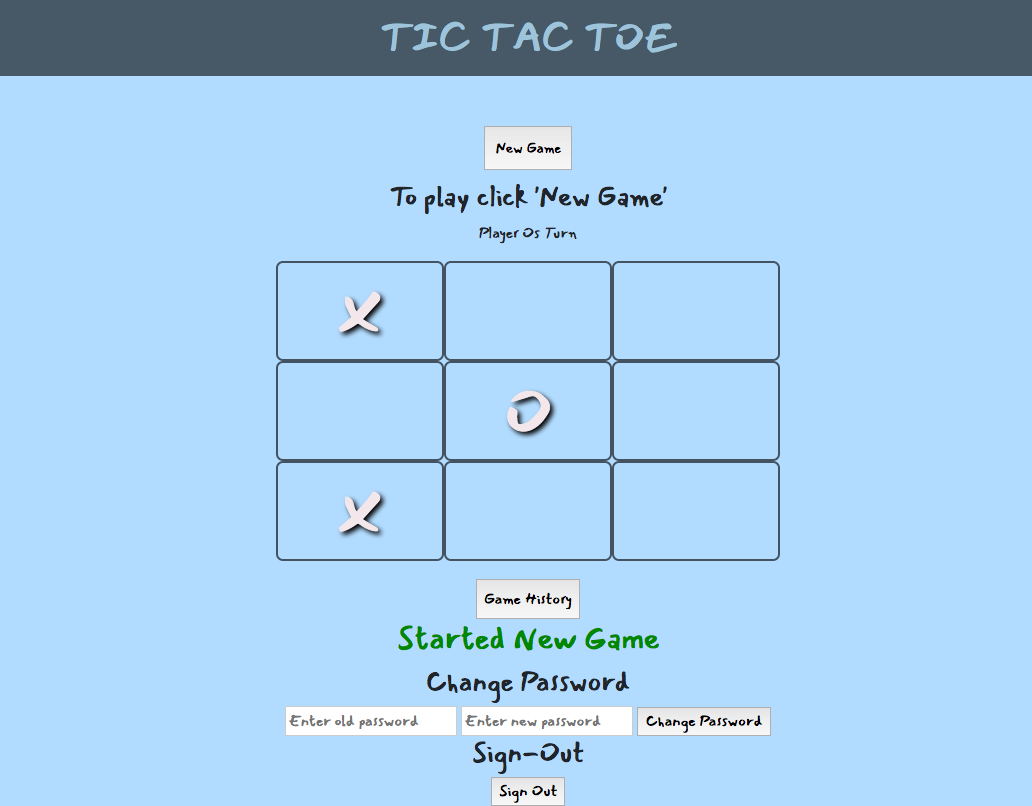 TIC TAC TOE
New Game
To play click 'New Game'
Player Os Turn
X
O
X
Game History
Started New Game
Change Password
Enter old password Enter new password Change Password
Sign-Out
Sign Out